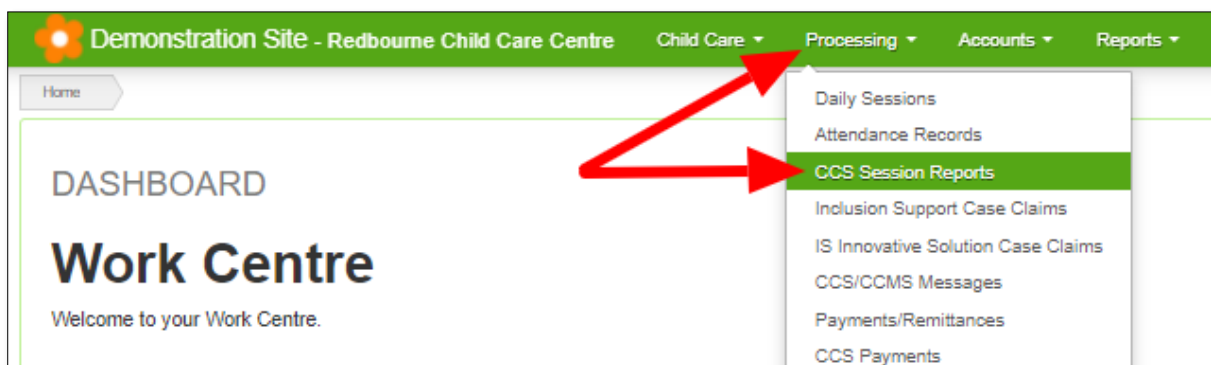 Demonstration Site - Redbourne Child Care Centre Child Care Processing Accounts Reports
Home
Daily Sessions
Attendance Records
CCS Session Reports
Inclusion Support Case Claims
IS Innovative Solution Case Claims
CCS/CCMS Messages
Payments/Remittances
CCS Payments
DASHBOARD
Work Centre
Welcome to your Work Centre.